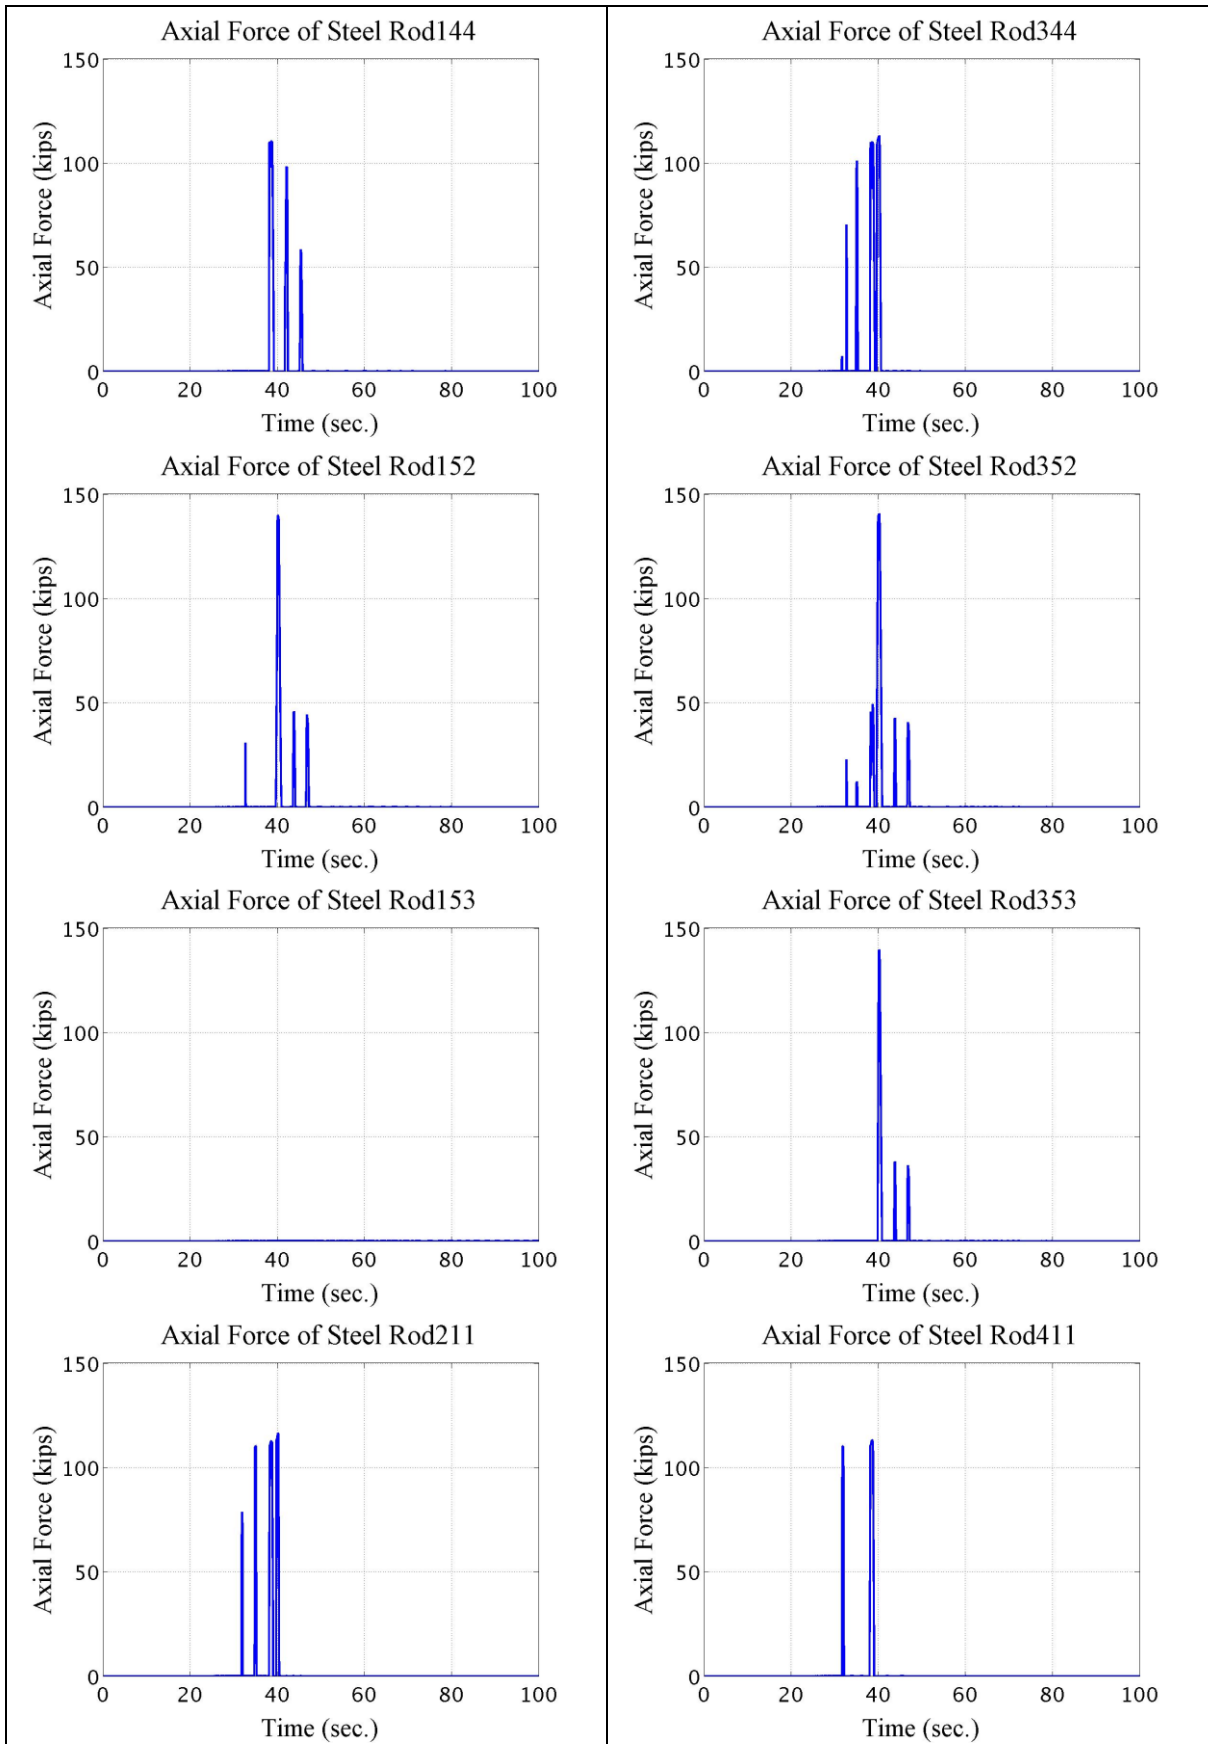 Axial Force of Steel Rod144
150
100
50
0
Axial Force (kips)
0 20 40 60 80 100
Time (sec.)
Axial Force of Steel Rod344
150
100
50
0
Axial Force (kips)
0 20 40 60 80 100
Time (sec.)
Axial Force of Steel Rod152
150
100
50
0
Axial Force (kips)
0 20 40 60 80 100
Time (sec.)
Axial Force of Steel Rod352
150
100
50
0
Axial Force (kips)
0 20 40 60 80 100
Time (sec.)
Axial Force of Steel Rod153
150
100
50
0
Axial Force (kips)
0 20 40 60 80 100
Time (sec.)
Axial Force of Steel Rod353
150
100
50
0
Axial Force (kips)
0 20 40 60 80 100
Time (sec.)
Axial Force of Steel Rod211
150
100
50
0
Axial Force (kips)
0 20 40 60 80 100
Time (sec.)
Axial Force of Steel Rod411
150
100
50
0
Axial Force (kips)
0 20 40 60 80 100
Time (sec.)